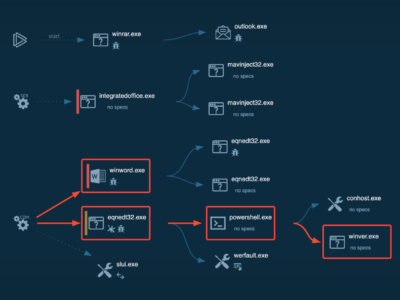 START
winrar.exe
outlook.exe
integratedoffice.exe
no specs
mavinject32.exe
no specs
mavinject32.exe
no specs
winword.exe
eqnedt32.exe
eqnedt32.exe
no specs
COM
eqnedt32.exe
powershell.exe
no specs
conhost.exe
no specs
winver.exe
no specs
slui.exe
werfault.exe